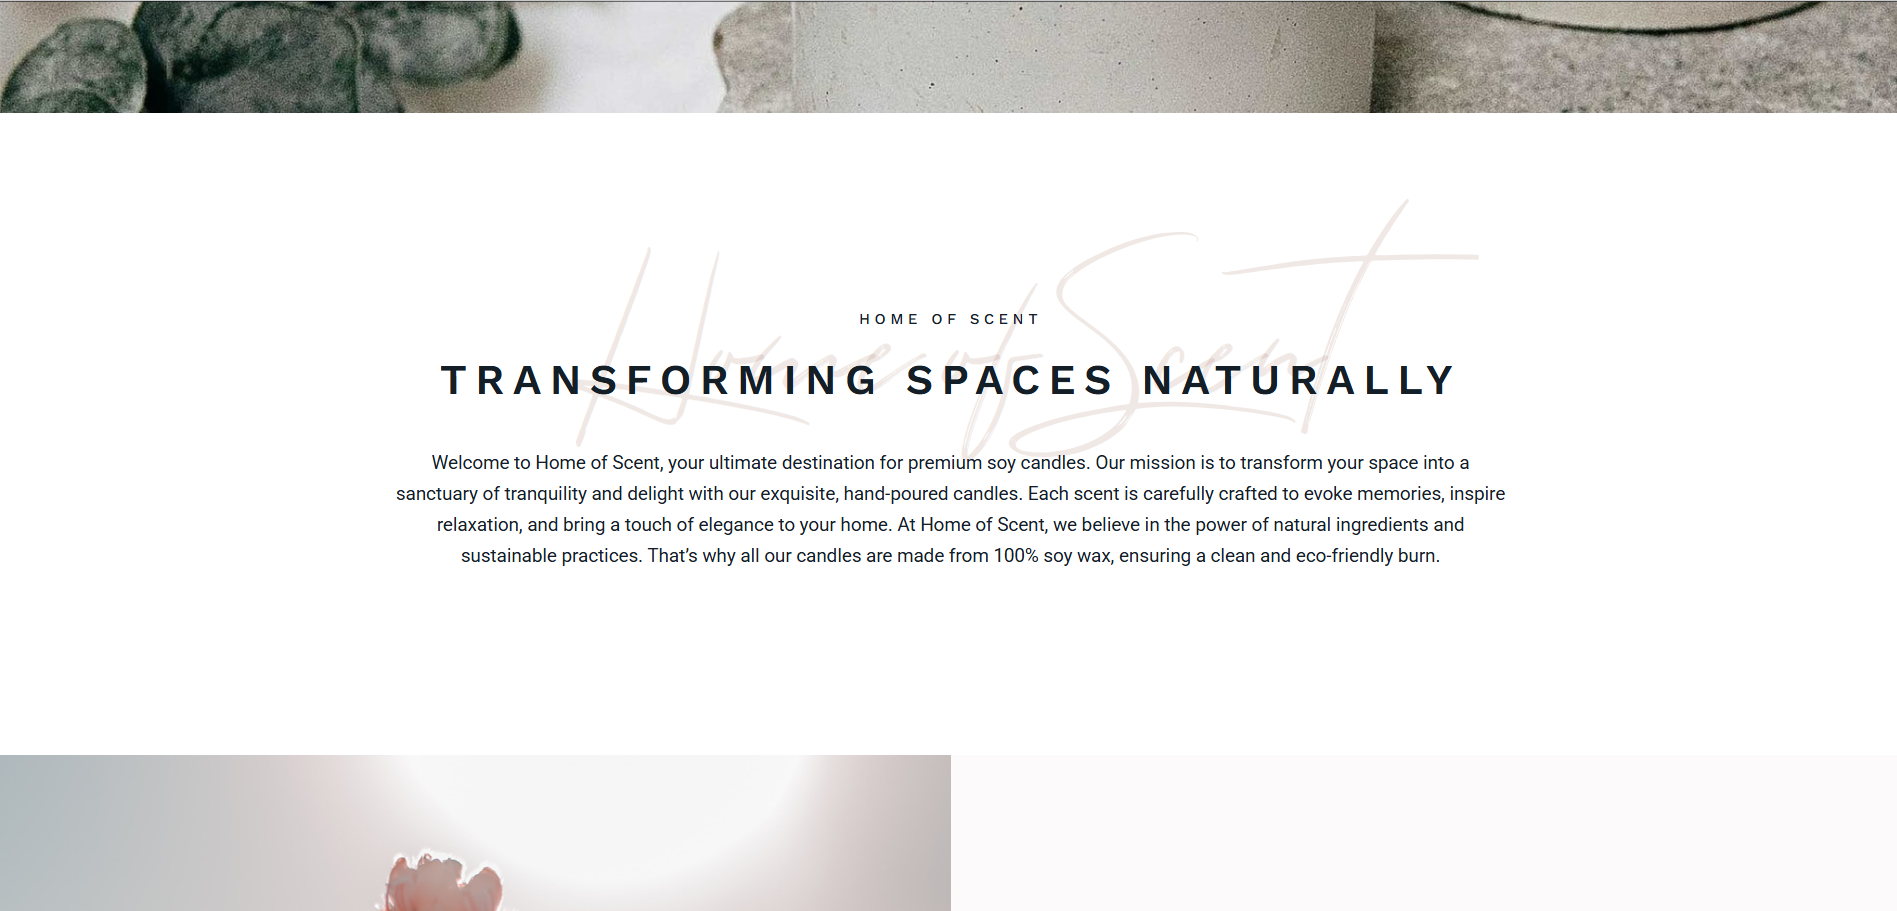 Home of Scent
HOME OF SCENT
TRANSFORMING SPACES NATURALLY
Welcome to Home of Scent, your ultimate destination for premium soy candles. Our mission is to transform your space into a
sanctuary of tranquility and delight with our exquisite, hand-poured candles. Each scent is carefully crafted to evoke memories, inspire
relaxation, and bring a touch of elegance to your home. At Home of Scent, we believe in the power of natural ingredients and
sustainable practices. That’s why all our candles are made from 100% soy wax, ensuring a clean and eco-friendly burn.